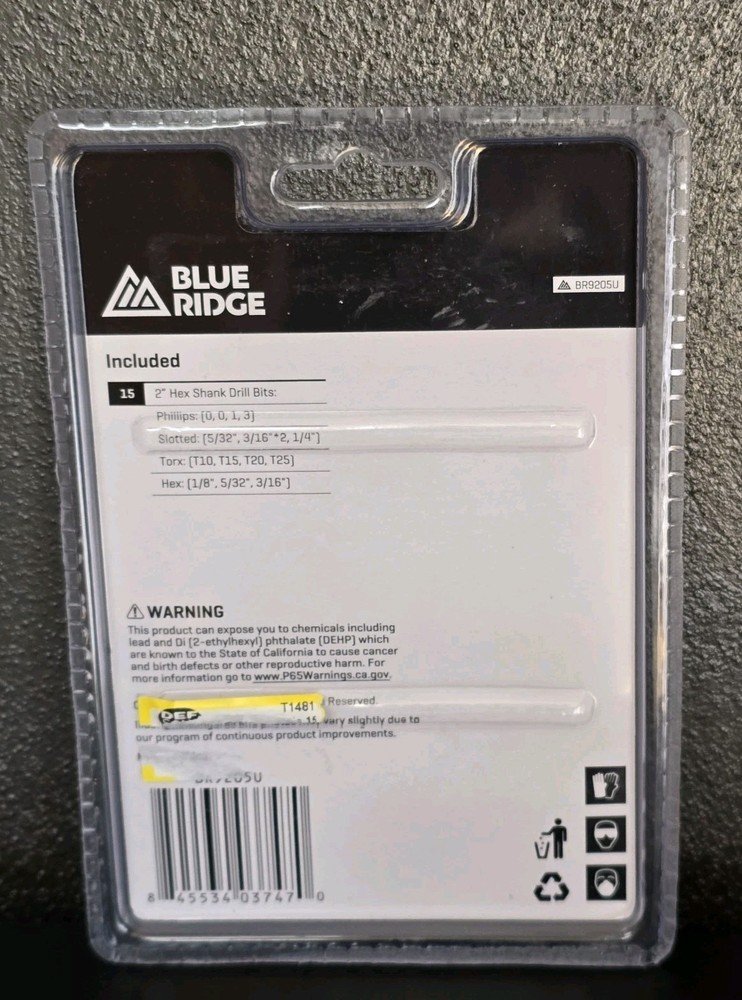 BLUE
RIDGE
BR9205U
Included
15 2" Hex Shank Drill Bits:
Phillips: (0, 0, 1, 3)
Slotted: (5/32", 3/16"*2, 1/4")
Torx: (T10, T15, T20, T25)
Hex: (1/8", 5/32", 3/16")
WARNING
This product can expose you to chemicals including
lead and Di (2-ethylhexyl) phthalate (DEHP) which
are known to the State of California to cause cancer
and birth defects or other reproductive harm. For
more information go to www.P65Warnings.ca.gov.
Reserved.
T1481
vary slightly due to
our program of continuous product improvements.
BR9205U
8 45534 03747 0